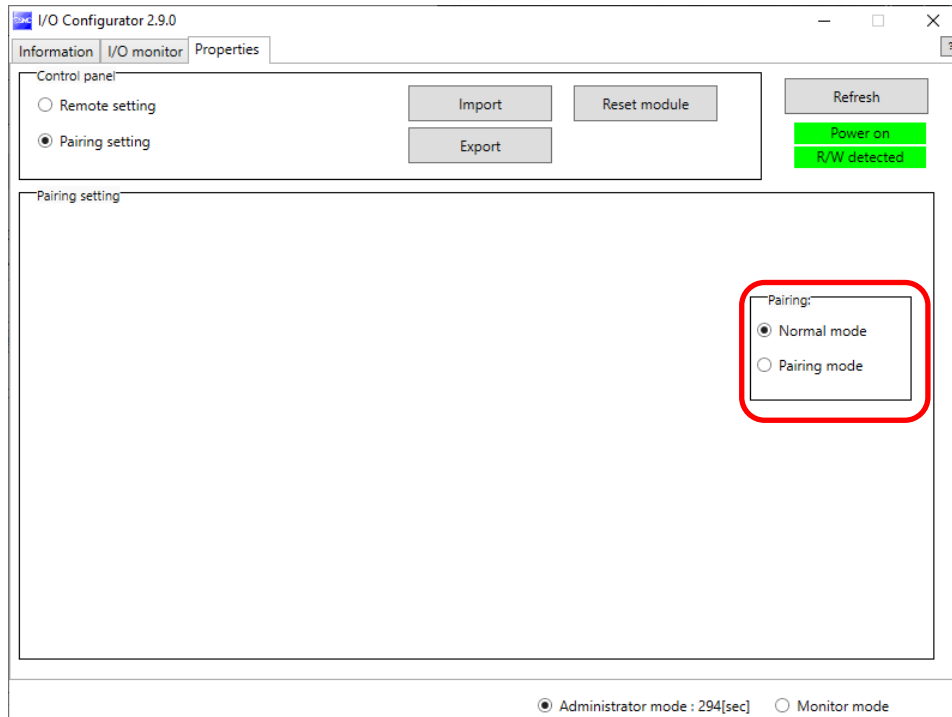 SMC I/O Configurator 2.9.0
Information I/O monitor Properties ?
Control panel
Remote setting Import Reset module Refresh
Pairing setting Export Power on
R/W detected
Pairing setting
Pairing:
Normal mode
Pairing mode
Administrator mode : 294[sec] Monitor mode